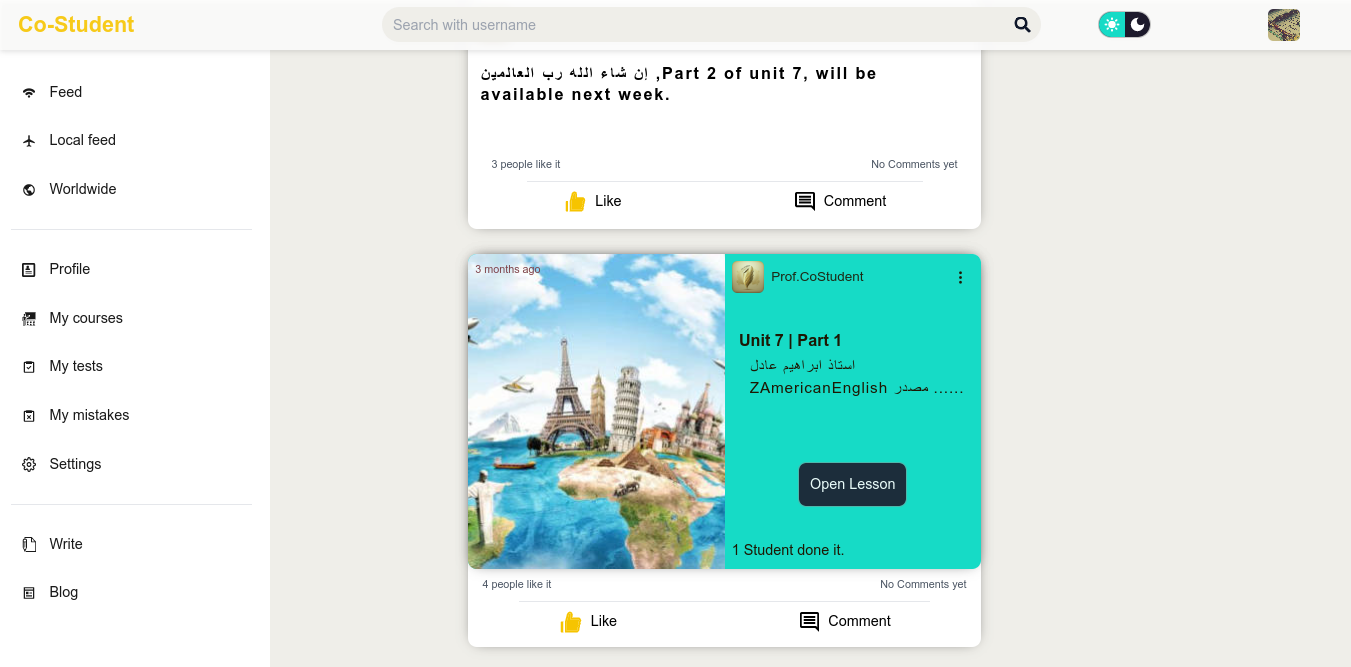 Co-Student
Search with username
Feed
Local feed
Worldwide
Profile
My courses
My tests
My mistakes
Settings
Write
Blog
إن شاء الله رب العالمين ,Part 2 of unit 7, will be
available next week.
3 people like it
No Comments yet
Like
Comment
3 months ago
Prof.CoStudent
Unit 7 | Part 1
استاذ ابراهيم عادل
ZAmericanEnglish مصدر ......
Open Lesson
1 Student done it.
4 people like it
No Comments yet
Like
Comment